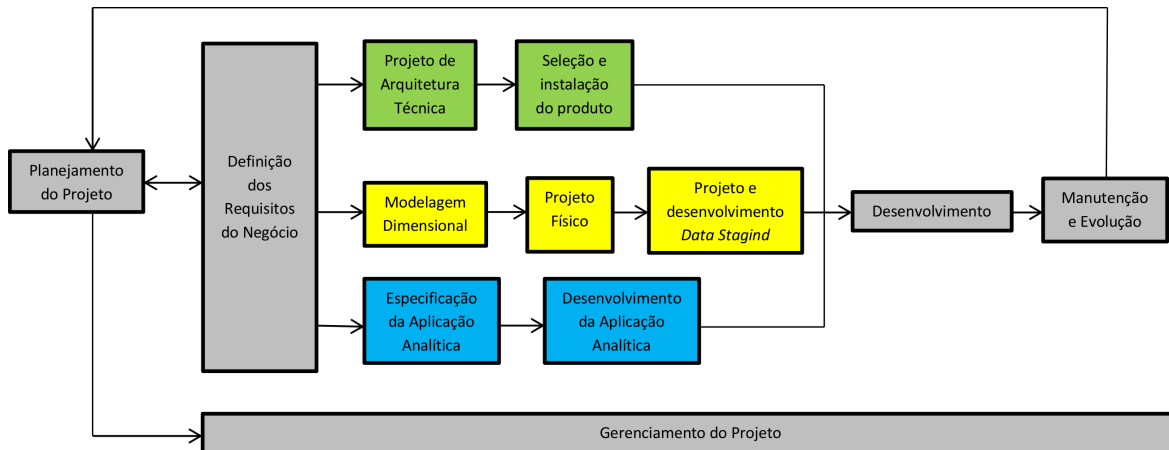 Planejamento
do Projeto
Definição
dos
Requisitos
do Negócio
Projeto de
Arquitetura
Técnica
Seleção e
instalação
do produto
Modelagem
Dimensional
Projeto
Físico
Projeto e
desenvolvimento
Data Stagind
Especificação
da Aplicação
Analítica
Desenvolvimento
da Aplicação
Analítica
Desenvolvimento
Manutenção
e Evolução
Gerenciamento do Projeto